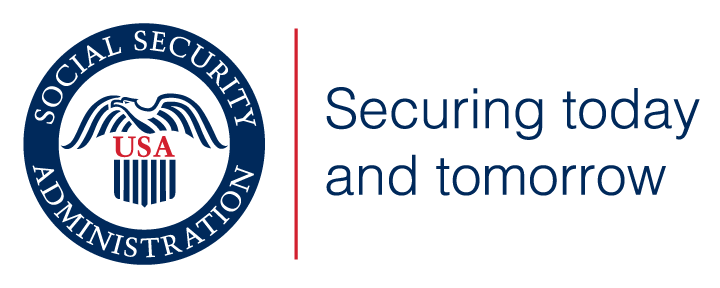 SOCIAL SECURITY
USA
ADMINISTRATION
Securing today
and tomorrow